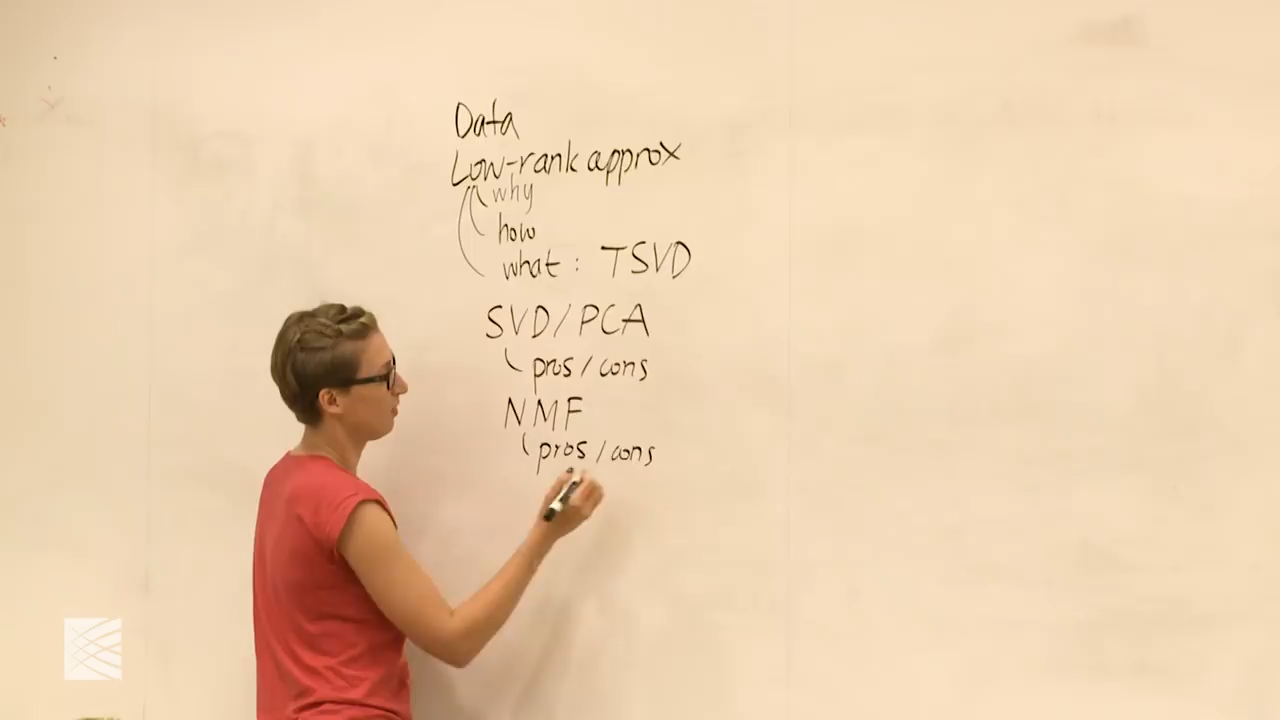 Data
Low-rank approx
why
how
what: TSVD
SVD/PCA
pros/cons
NMF
pros/cons